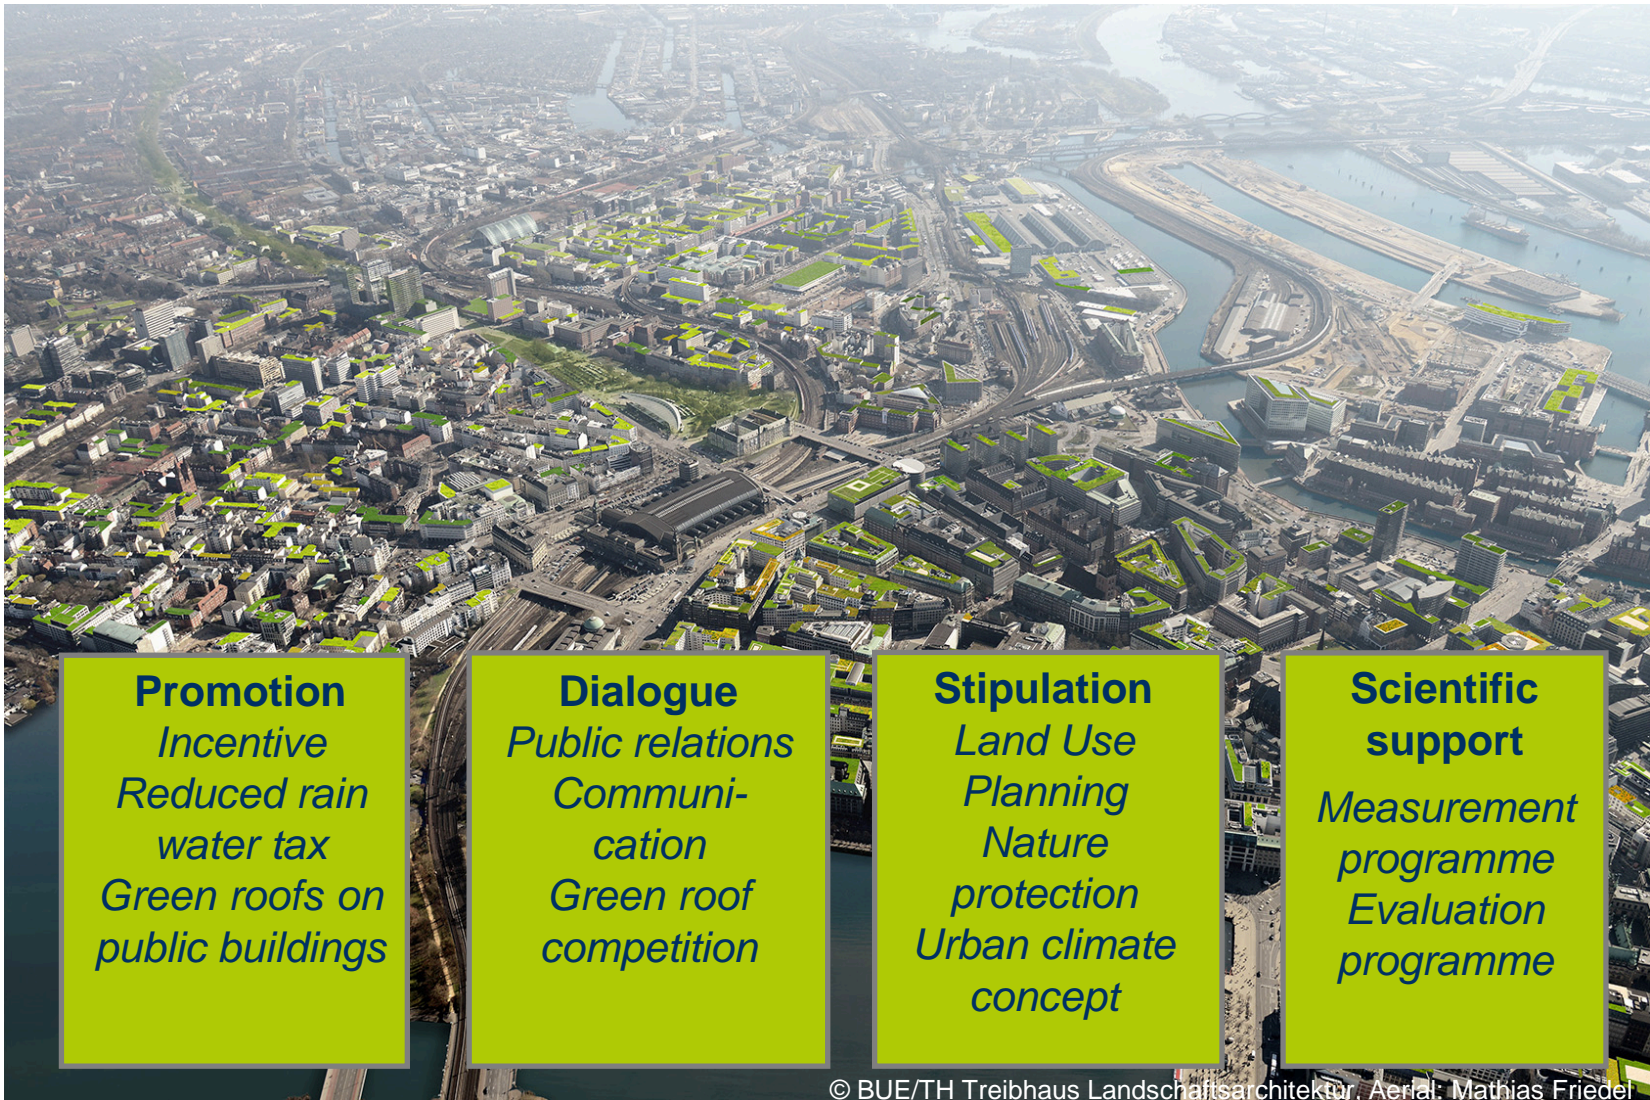 Promotion
Incentive
Reduced rain
water tax
Green roofs on
public buildings
Dialogue
Public relations
Communi-
cation
Green roof
competition
Stipulation
Land Use
Planning
Nature
protection
Urban climate
concept
Scientific
support
Measurement
programme
Evaluation
programme
© BUE/TH Treibhaus Landschaftsarchitektur, Aerial: Mathias Friedel